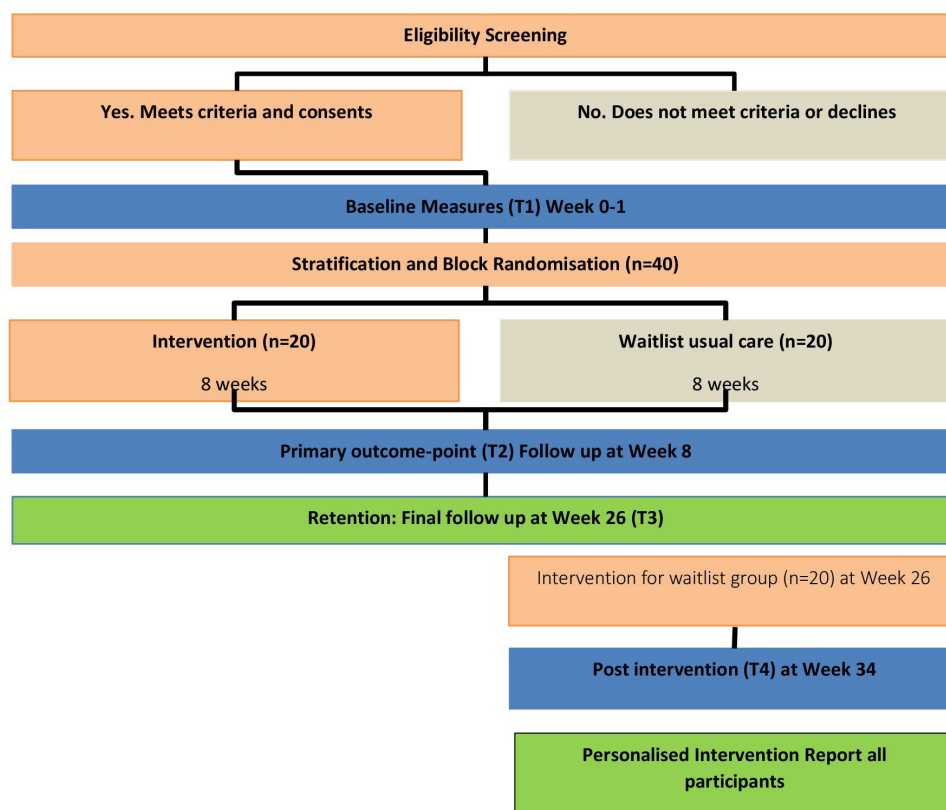 Eligibility Screening
Yes. Meets criteria and consents
No. Does not meet criteria or declines
Baseline Measures (T1) Week 0-1
Stratification and Block Randomisation (n=40)
Intervention (n=20)
8 weeks
Waitlist usual care (n=20)
8 weeks
Primary outcome-point (T2) Follow up at Week 8
Retention: Final follow up at Week 26 (T3)
Intervention for waitlist group (n=20) at Week 26
Post intervention (T4) at Week 34
Personalised Intervention Report all
participants